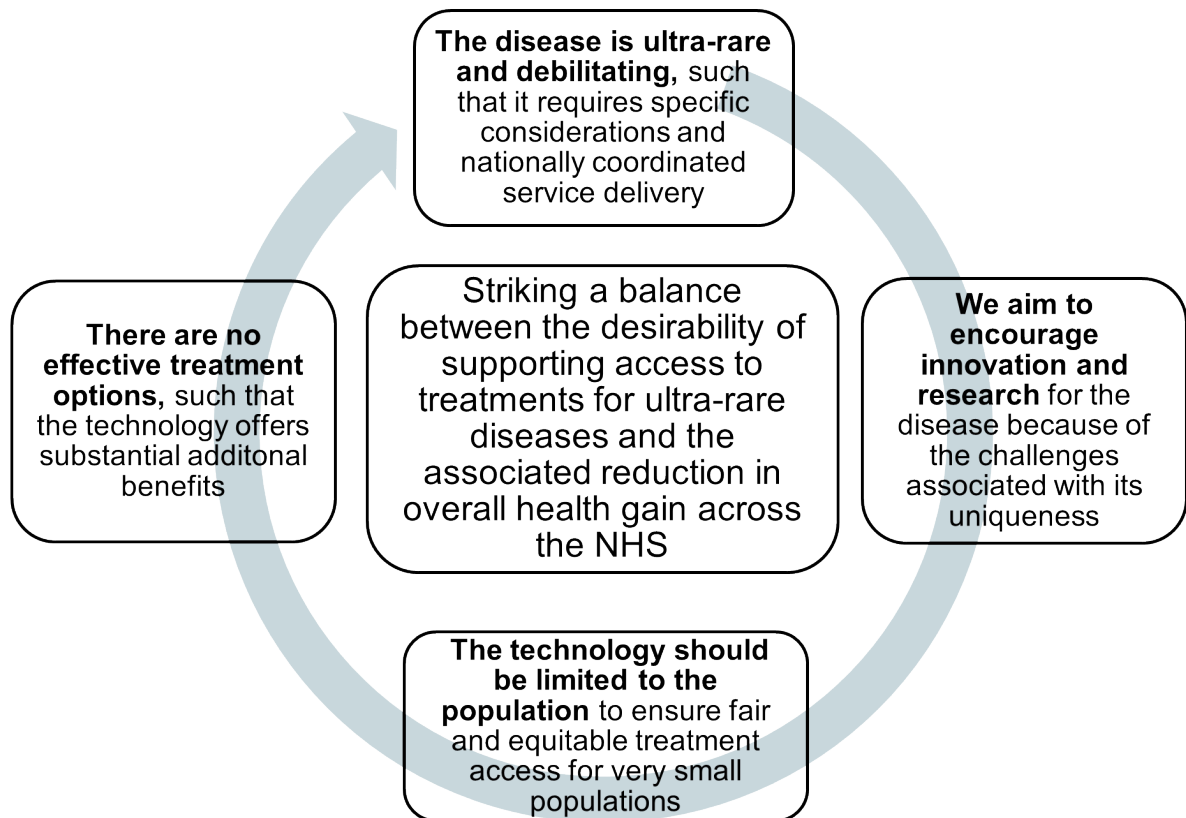 The disease is ultra-rare
and debilitating, such
that it requires specific
considerations and
nationally coordinated
service delivery
There are no
effective treatment
options, such that
the technology offers
substantial additonal
benefits
Striking a balance
between the desirability of
supporting access to
treatments for ultra-rare
diseases and the
associated reduction in
overall health gain across
the NHS
We aim to
encourage
innovation and
research for the
disease because of
the challenges
associated with its
uniqueness
The technology should
be limited to the
population to ensure fair
and equitable treatment
access for very small
populations